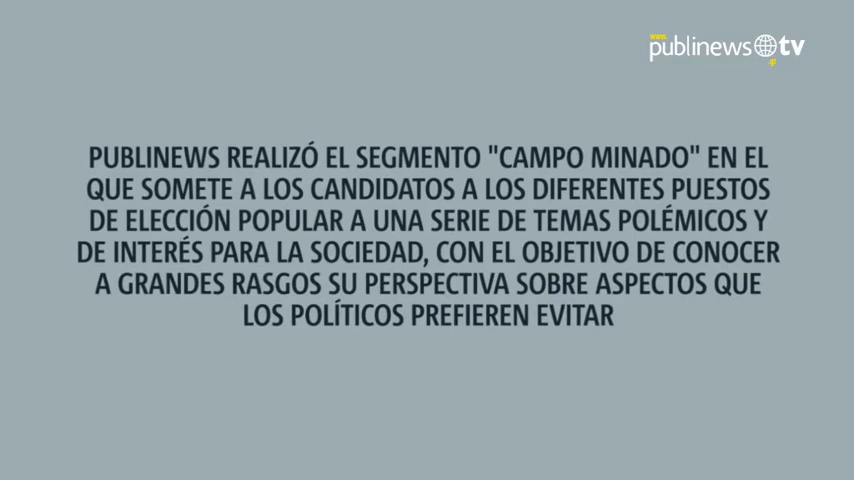 www.
publinews tv
gt
PUBLINEWS REALIZÓ EL SEGMENTO "CAMPO MINADO" EN EL
QUE SOMETE A LOS CANDIDATOS A LOS DIFERENTES PUESTOS
DE ELECCIÓN POPULAR A UNA SERIE DE TEMAS POLÉMICOS Y
DE INTERÉS PARA LA SOCIEDAD, CON EL OBJETIVO DE CONOCER
A GRANDES RASGOS SU PERSPECTIVA SOBRE ASPECTOS QUE
LOS POLÍTICOS PREFIEREN EVITAR